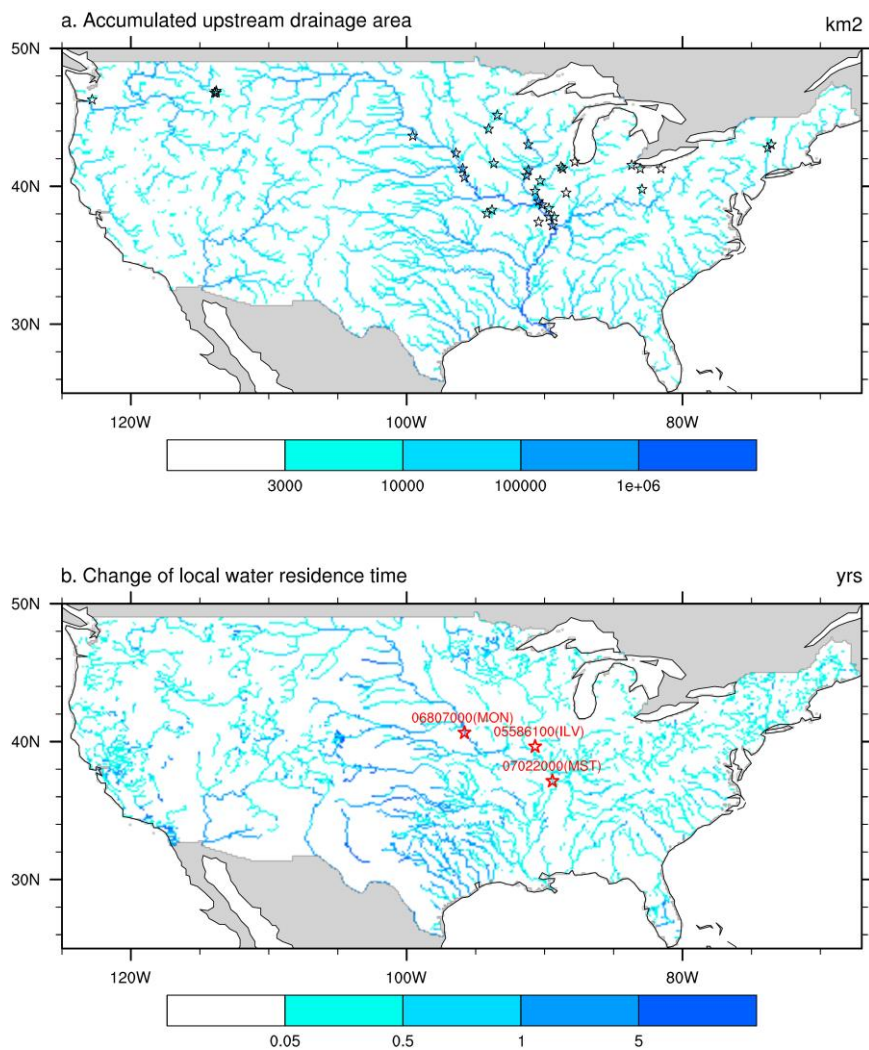 a. Accumulated upstream drainage area km2
50N
40N
30N
120W 100W 80W
3000 10000 100000 1e+06
b. Change of local water residence time yrs
50N
06807000(MON)
05586100(ILV)
40N
07022000(MST)
30N
120W 100W 80W
0.05 0.5 1 5